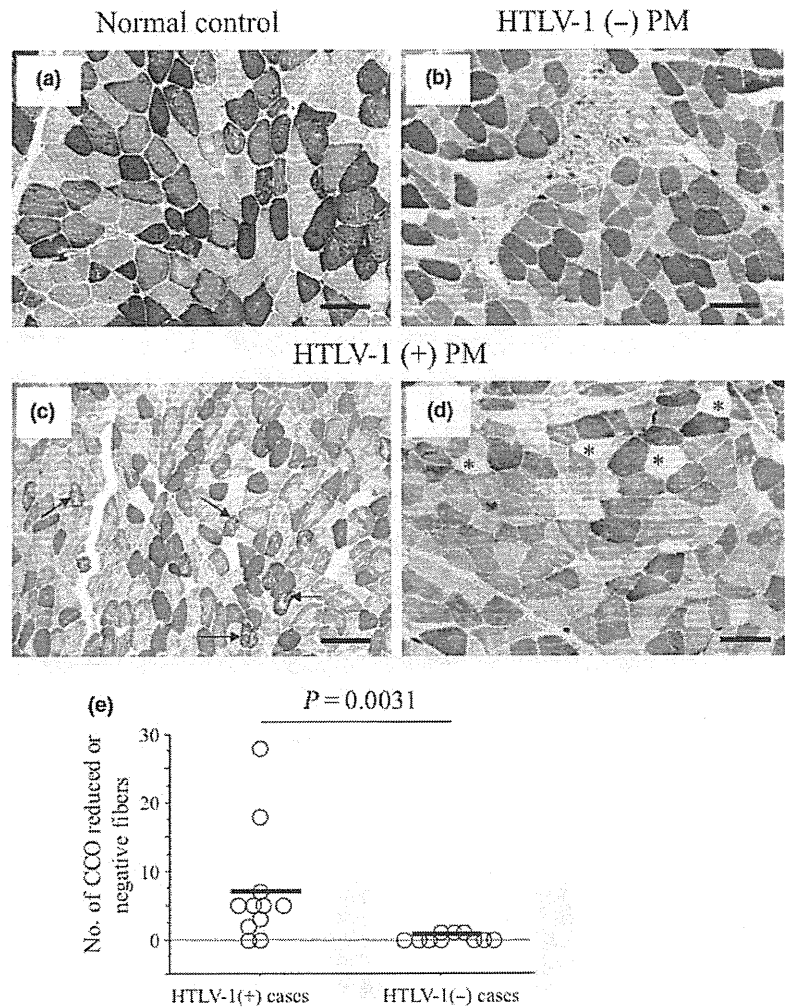 Normal control
HTLV-1 (–) PM
(a)
(b)
HTLV-1 (+) PM
(c)
(d)
* * * * *
(e)
P = 0.0031
No. of CCO reduced or
negative fibers
30
20
10
0
HTLV-1(+) cases
HTLV-1(–) cases